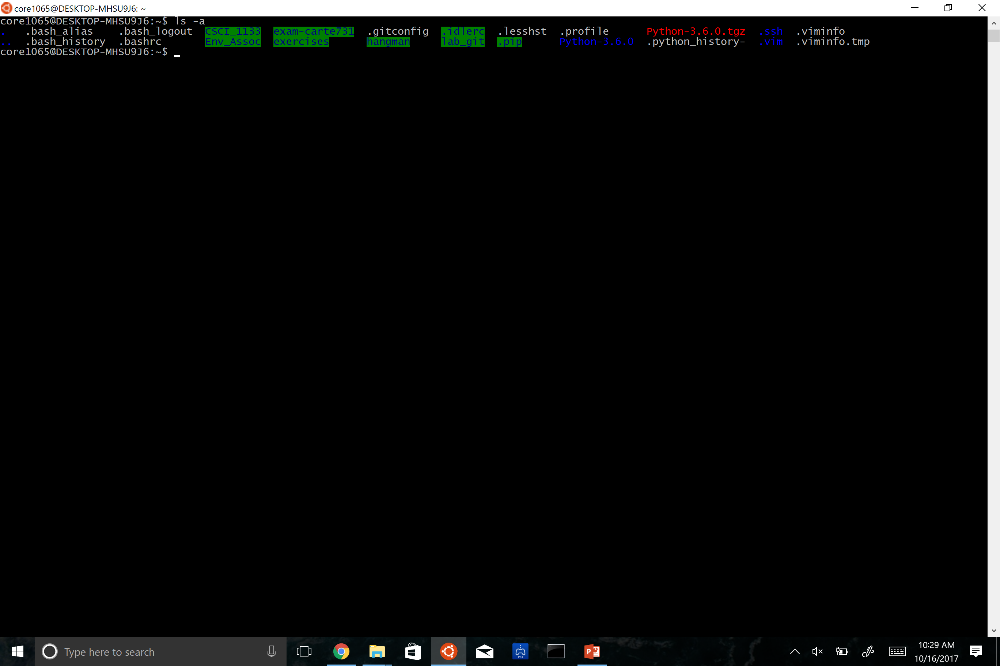 core1065@DESKTOP-MHSU9J6: ~
core1065@DESKTOP-MHSU9J6:~$ ls -a
.   .bash_alias    .bash_logout  CSCI_1133  exam-carte731  .gitconfig  .idlerc  .lesshst  .profile      Python-3.6.0.tgz  .ssh  .viminfo
..  .bash_history  .bashrc       Env_Assoc  exercises      hangman     lab_git  .pip      Python-3.6.0  .python_history-  .vim  .viminfo.tmp
core1065@DESKTOP-MHSU9J6:~$
Type here to search
PS4
P
10:29 AM
10/16/2017